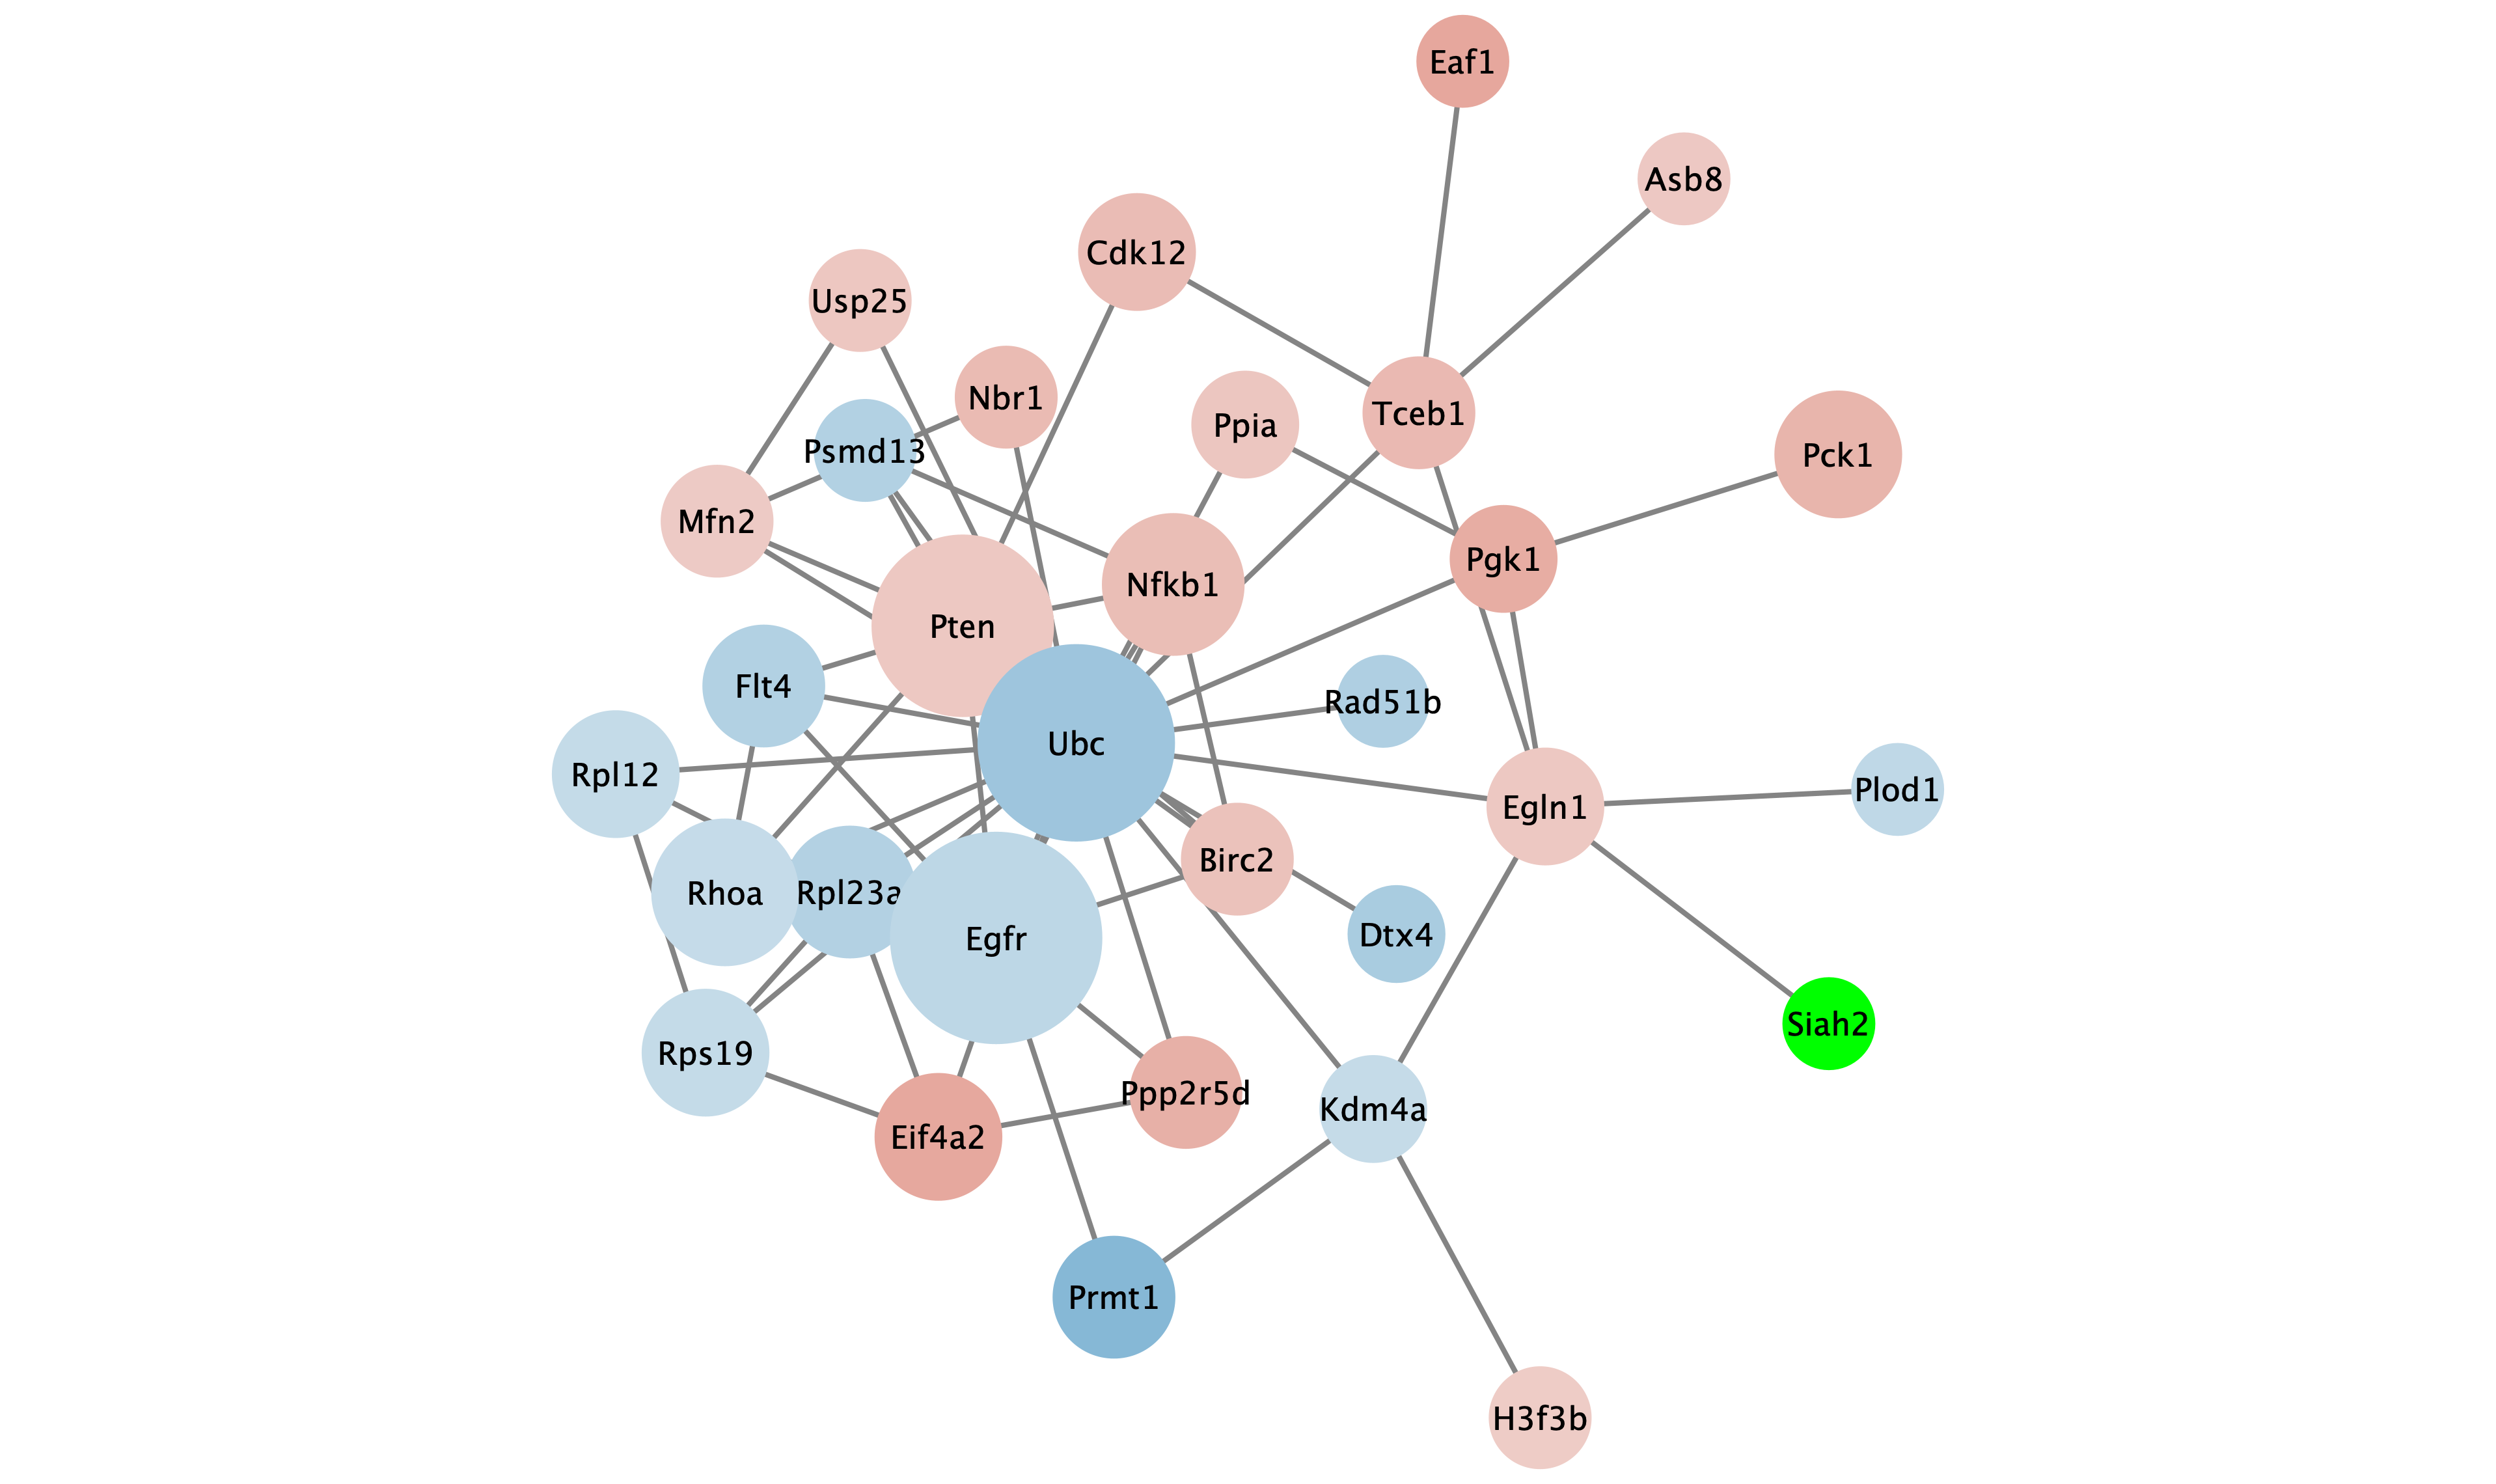 Eaf1
Asb8
Cdk12
Usp25
Nbr1
Tceb1
Ppia
Psmd13
Pck1
Mfn2
Pgk1
Nfkb1
Pten
Flt4
Rad51b
Ubc
Rpl12
Plod1
Egln1
Birc2
Rhoa
Rpl23a
Dtx4
Egfr
Siah2
Rps19
Ppp2r5d
Kdm4a
Eif4a2
Prmt1
H3f3b